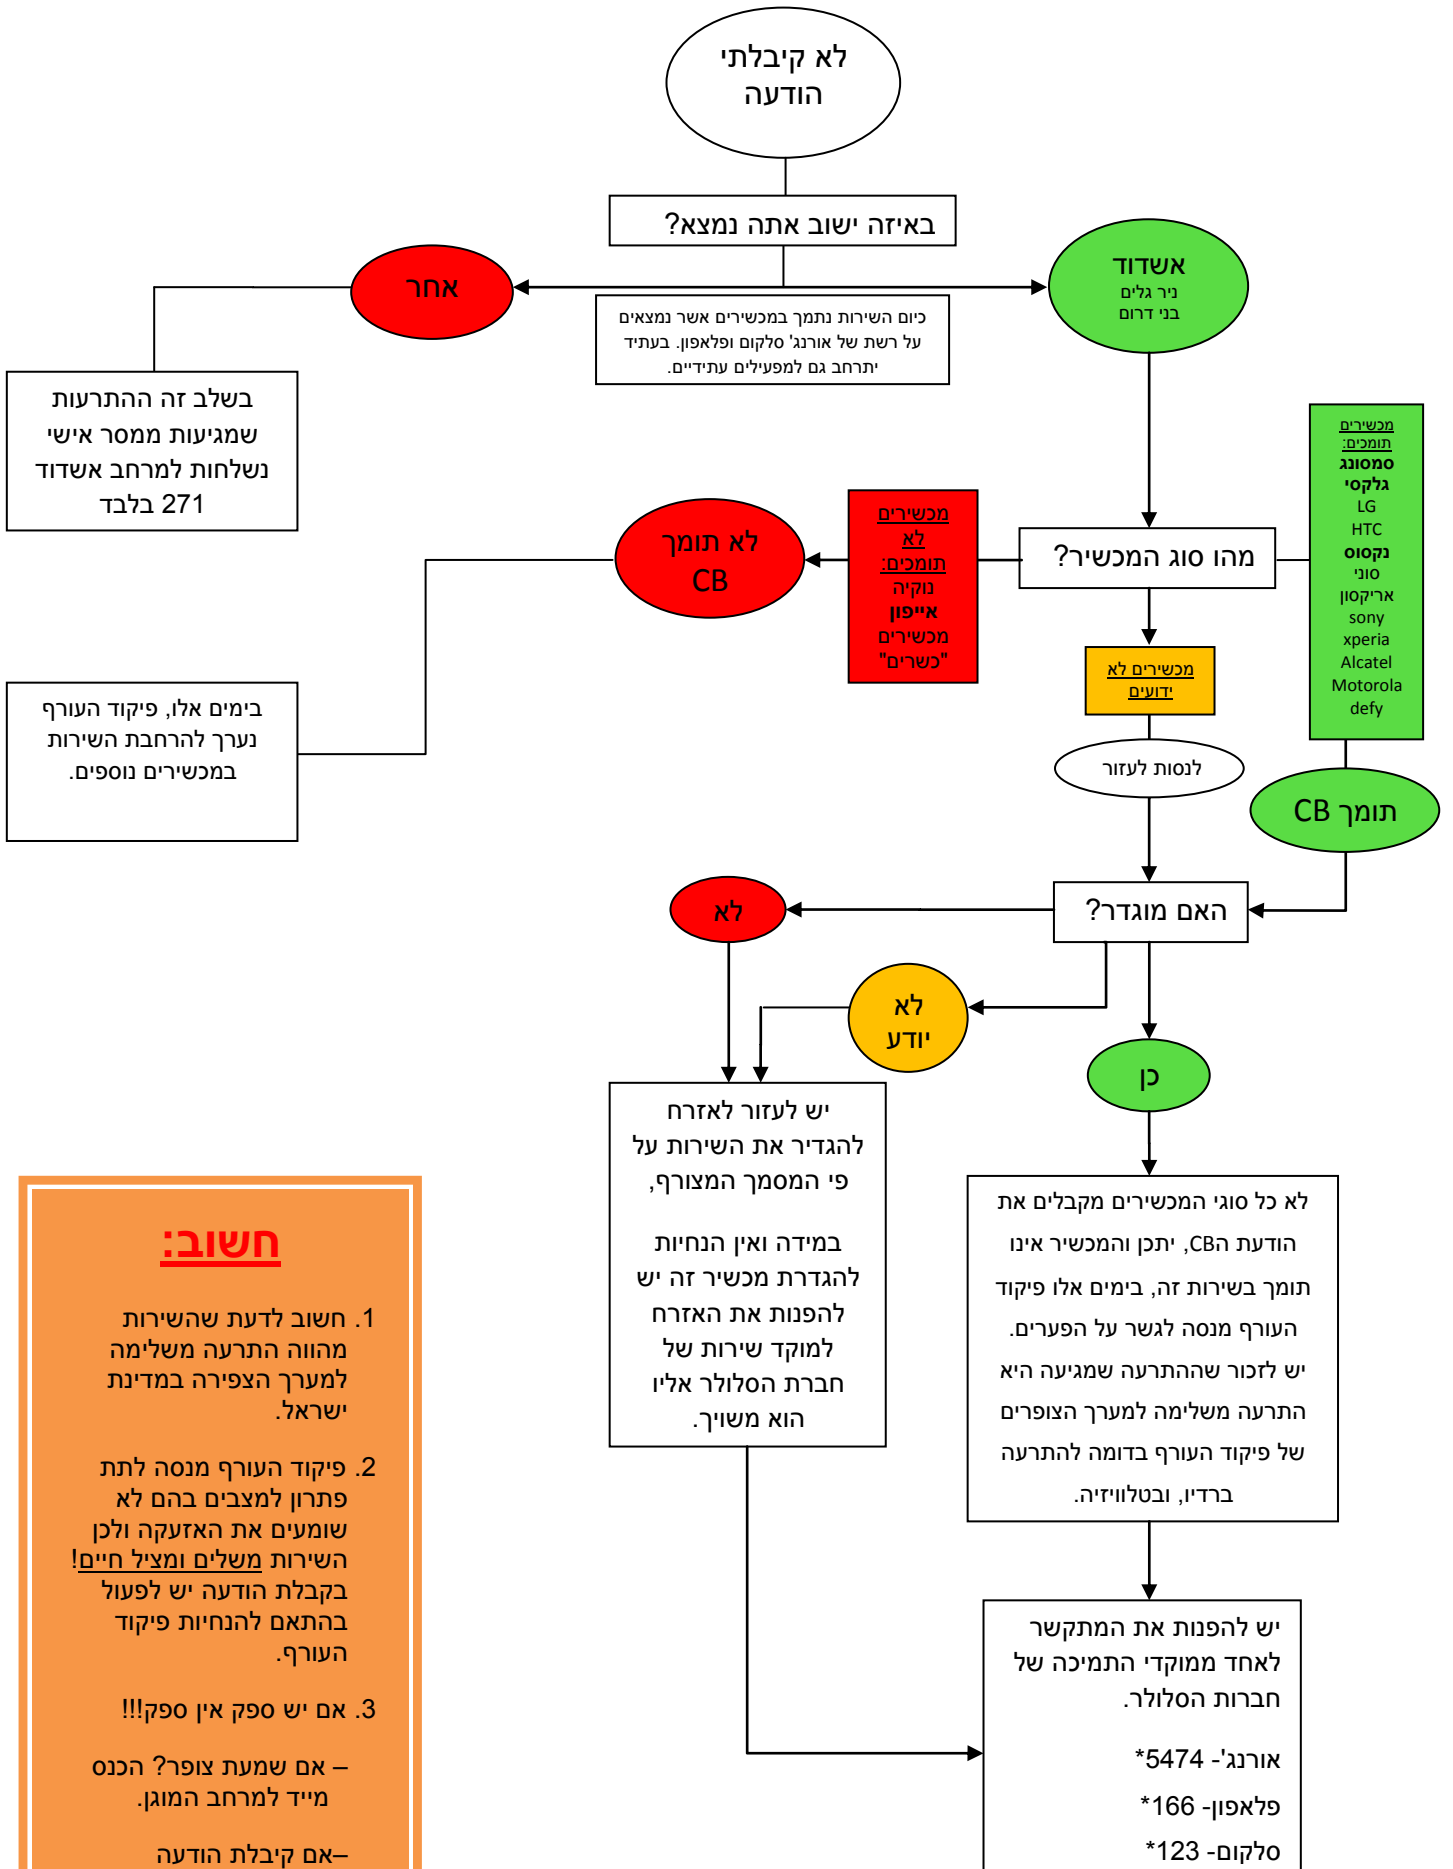 לא קיבלתי
הודעה
באיזה ישוב אתה נמצא?
אשדוד
ניר גלים
בני דרום
אחר
כיום השירות נתמך במכשירים אשר נמצאים
על רשת של אורנג' סלקום ופלאפון. בעתיד
יתרחב גם למפעילים עתידיים.
בשלב זה ההתרעות
שמגיעות ממסר אישי
נשלחות למרחב אשדוד
271 בלבד
מכשירים
תומכים:
סמסונג
גלקסי
LG
HTC
נקסוס
סוני
אריקסון
sony
xperia
Alcatel
Motorola
defy
מהו סוג המכשיר?
מכשירים
לא
תומכים:
נוקיה
אייפון
מכשירים
"כשרים"
לא תומך
CB
מכשירים לא
ידועים
בימים אלו, פיקוד העורף
נערך להרחבת השירות
במכשירים נוספים.
לנסות לעזור
תומך CB
האם מוגדר?
לא
לא
יודע
כן
יש לעזור לאזרח
להגדיר את השירות על
פי המסמך המצורף,
במידה ואין הנחיות
להגדרת מכשיר זה יש
להפנות את האזרח
למוקד שירות של
חברת הסלולר אליו
הוא משויך.
לא כל סוגי המכשירים מקבלים את
הודעת הCB, יתכן והמכשיר אינו
תומך בשירות זה, בימים אלו פיקוד
העורף מנסה לגשר על הפערים.
יש לזכור שההתרעה שמגיעה היא
התרעה משלימה למערך הצופרים
של פיקוד העורף בדומה להתרעה
ברדיו, ובטלוויזיה.
יש להפנות את המתקשר
לאחד ממוקדי התמיכה של
חברות הסלולר.
אורנג'- 5474*
פלאפון- 166*
סלקום- 123*
חשוב:
1. חשוב לדעת שהשירות
מהווה התרעה משלימה
למערך הצפירה במדינת
ישראל.
2. פיקוד העורף מנסה לתת
פתרון למצבים בהם לא
שומעים את האזעקה ולכן
השירות משלים ומציל חיים!
בקבלת הודעה יש לפעול
בהתאם להנחיות פיקוד
העורף.
3. אם יש ספק אין ספק!!!
– אם שמעת צופר? הכנס
מייד למרחב המוגן.
–אם קיבלת הודעה